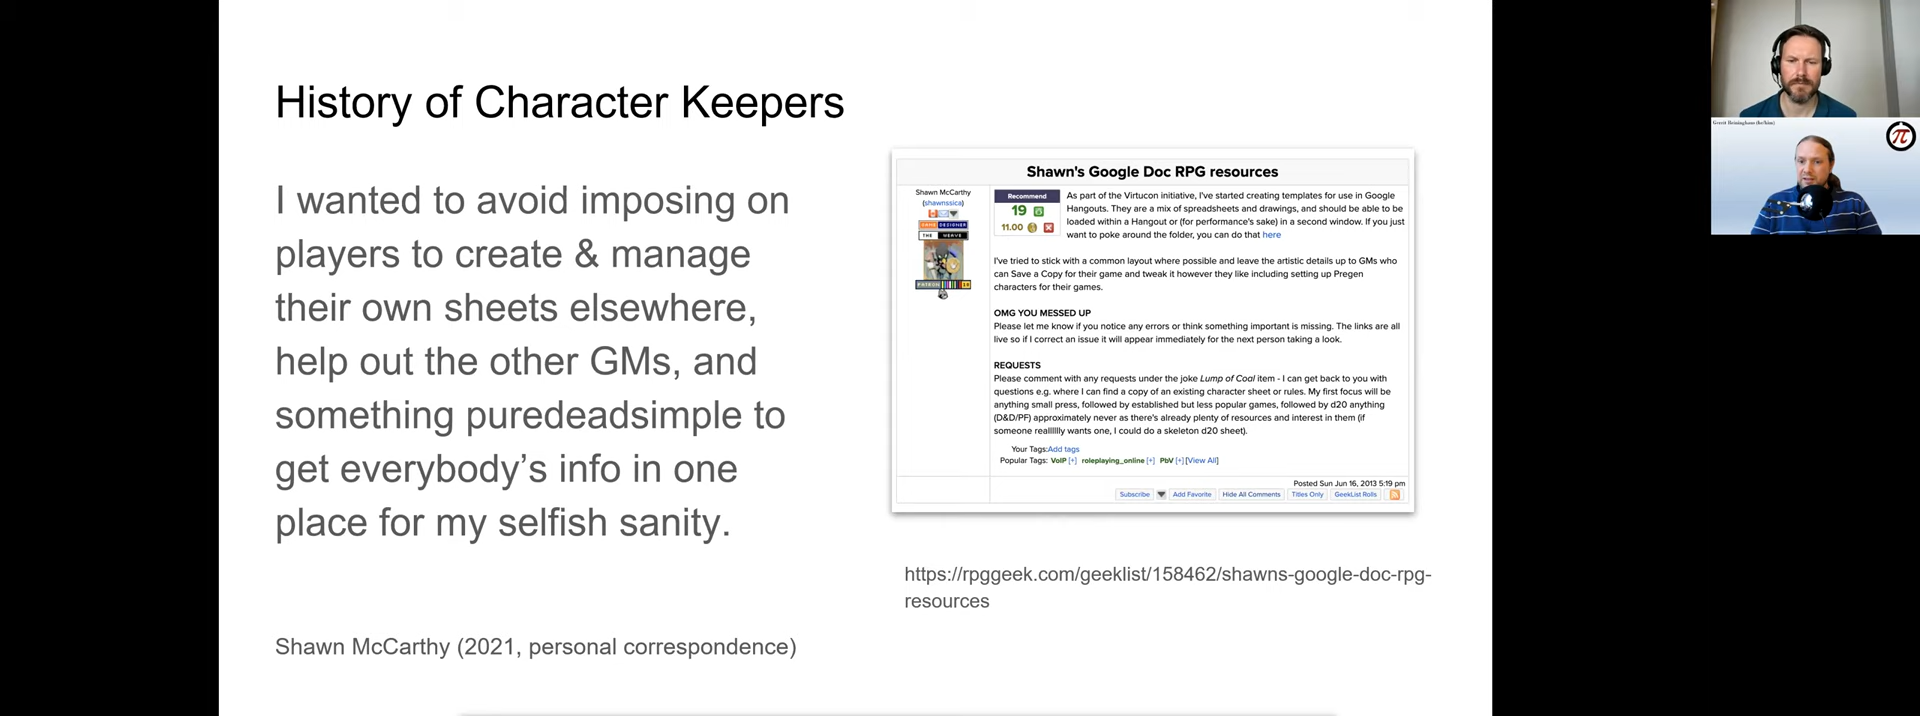 History of Character Keepers
I wanted to avoid imposing on
players to create & manage
their own sheets elsewhere,
help out the other GMs, and
something puredeadsimple to
get everybody’s info in one
place for my selfish sanity.
Shawn McCarthy (2021, personal correspondence)
Shawn's Google Doc RPG resources
Shawn McCarthy
(shawnssica)
GAME DESIGNER
THE WEAVE
PATRON 10
Recommend
19
11.00
As part of the Virtucon initiative, I've started creating templates for use in Google
Hangouts. They are a mix of spreadsheets and drawings, and should be able to be
loaded within a Hangout or (for performance's sake) in a second window. If you just
want to poke around the folder, you can do that here
I've tried to stick with a common layout where possible and leave the artistic details up to GMs who
can Save a Copy for their game and tweak it however they like including setting up Pregen
characters for their games.
OMG YOU MESSED UP
Please let me know if you notice any errors or think something important is missing. The links are all
live so if I correct an issue it will appear immediately for the next person taking a look.
REQUESTS
Please comment with any requests under the joke Lump of Coal item - I can get back to you with
questions e.g. where I can find a copy of an existing character sheet or rules. My first focus will be
anything small press, followed by established but less popular games, followed by d20 anything
(D&D/PF) approximately never as there's already plenty of resources and interest in them (if
someone realllllly wants one, I could do a skeleton d20 sheet).
Your Tags:Add tags
Popular Tags: VoIP [+] roleplaying_online [+] PbV [+] [View All]
Posted Sun Jun 16, 2013 5:19 pm
Subscribe Add Favorite Hide All Comments Titles Only GeekList Rolls
https://rpggeek.com/geeklist/158462/shawns-google-doc-rpg-
resources
Gerrit Reininghaus (he/him)
π